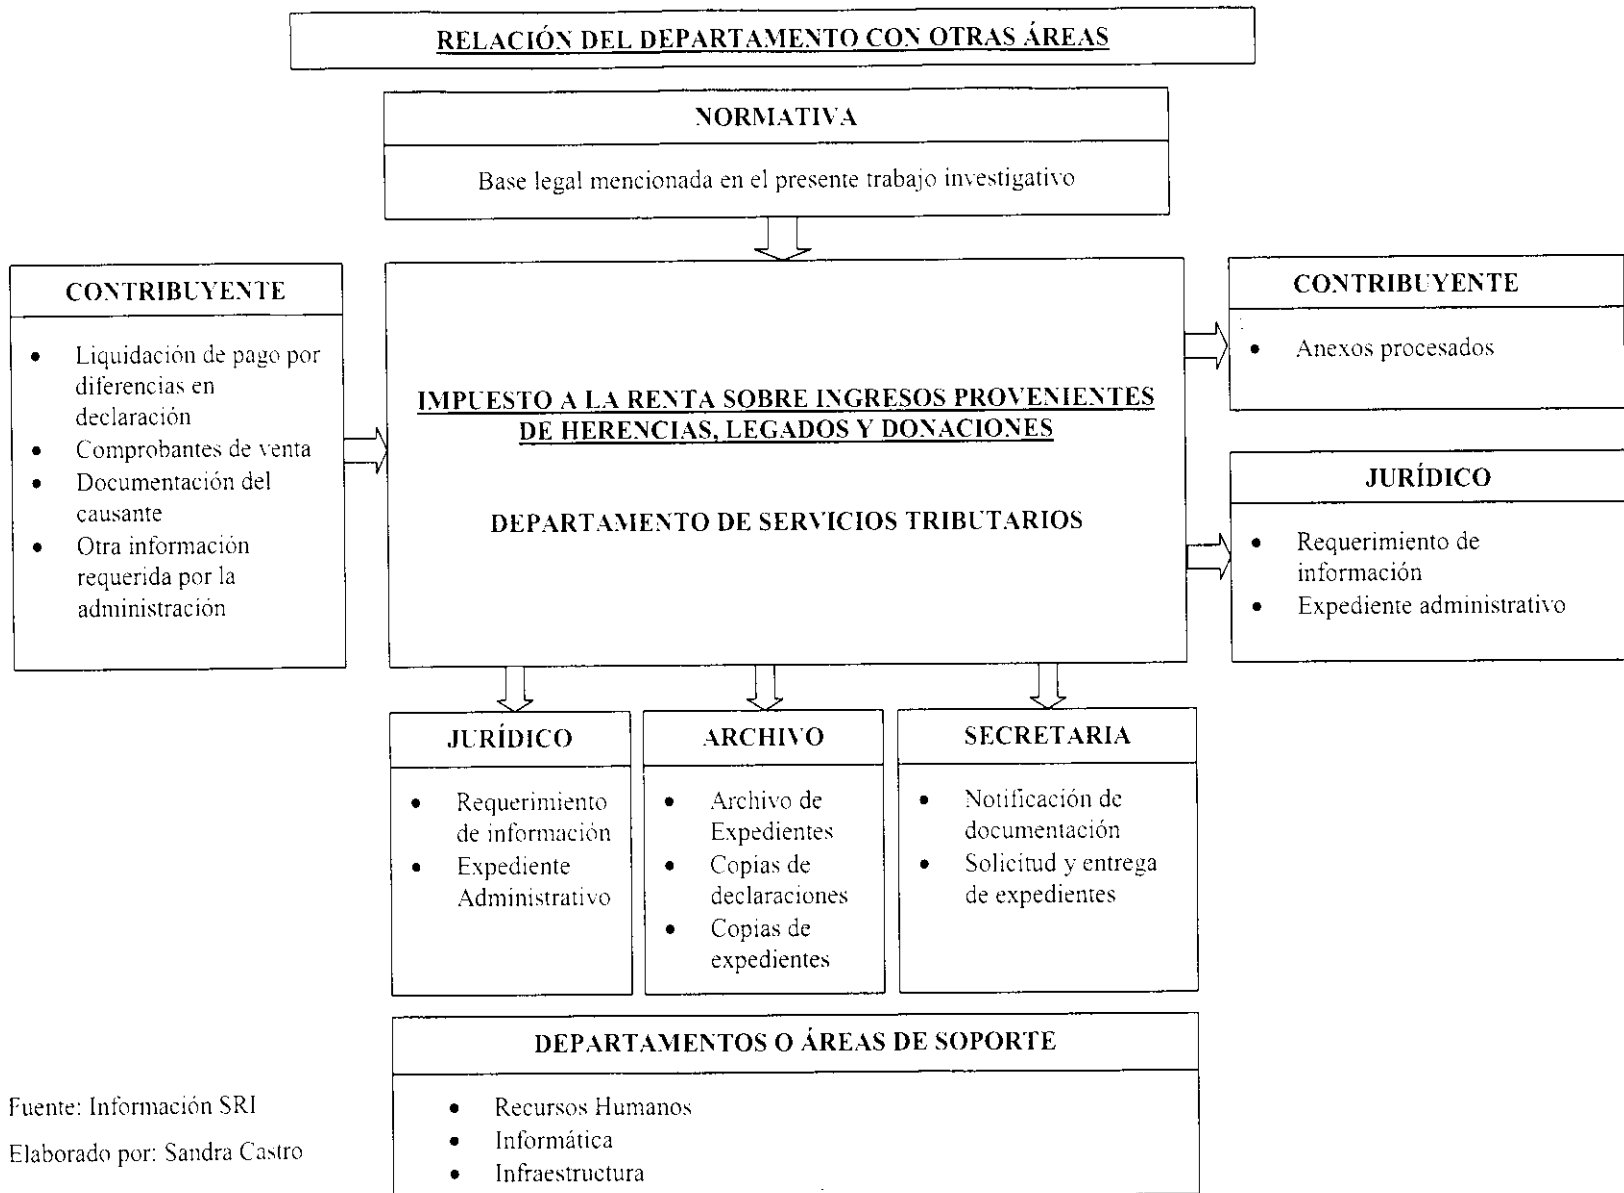 RELACIÓN DEL DEPARTAMENTO CON OTRAS ÁREAS
NORMATIVA
Base legal mencionada en el presente trabajo investigativo
CONTRIBUYENTE
• Liquidación de pago por
diferencias en
declaración
• Comprobantes de venta
• Documentación del
causante
• Otra información
requerida por la
administración
IMPUESTO A LA RENTA SOBRE INGRESOS PROVENIENTES
DE HERENCIAS, LEGADOS Y DONACIONES
DEPARTAMENTO DE SERVICIOS TRIBUTARIOS
CONTRIBUYENTE
• Anexos procesados
JURÍDICO
• Requerimiento de
información
• Expediente administrativo
JURÍDICO
• Requerimiento
de información
• Expediente
Administrativo
ARCHIVO
• Archivo de
Expedientes
• Copias de
declaraciones
• Copias de
expedientes
SECRETARIA
• Notificación de
documentación
• Solicitud y entrega
de expedientes
DEPARTAMENTOS O ÁREAS DE SOPORTE
• Recursos Humanos
• Informática
• Infraestructura
Fuente: Información SRI
Elaborado por: Sandra Castro